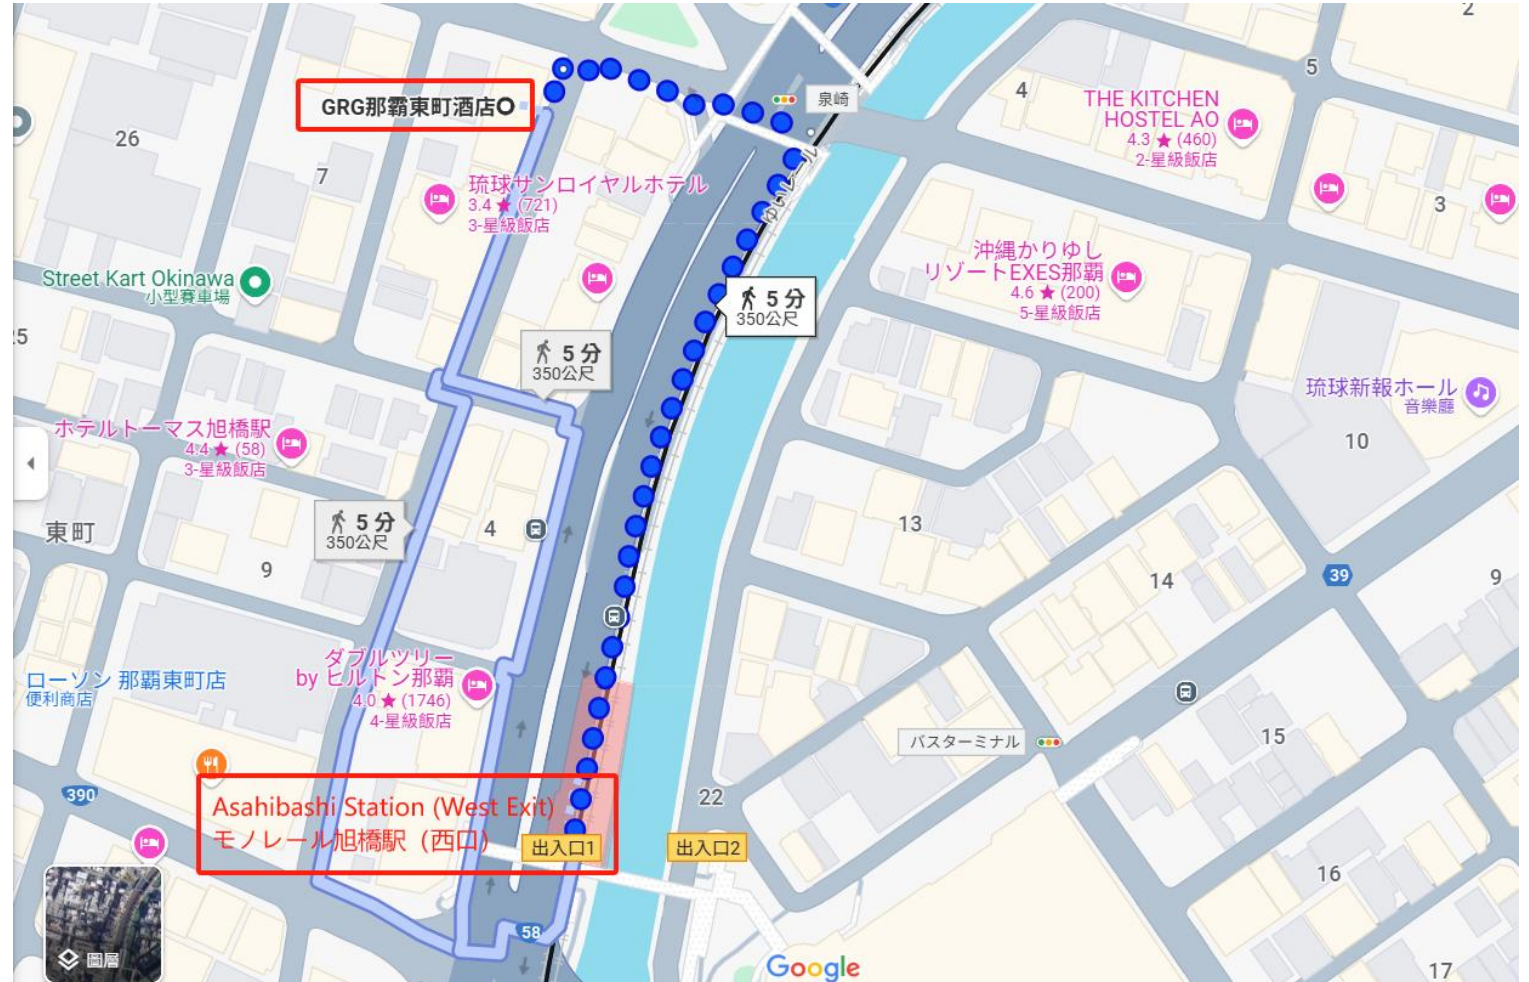 2
5
4
THE KITCHEN
HOSTEL AO
4.3 ★ (460)
2-星級飯店
泉崎
GRG那霸東町酒店
26
7
琉球サンロイヤルホテル
3.4 ★ (721)
3-星級飯店
3
ゆいレール
沖縄かりゆし
リゾートEXES那覇
4.6 ★ (200)
5-星級飯店
Street Kart Okinawa
小型賽車場
5 分
350公尺
25
5 分
350公尺
琉球新報ホール
音樂廳
ホテルトーマス旭橋駅
4.4 ★ (58)
3-星級飯店
10
5 分
350公尺
4
13
東町
9
14
39
9
ダブルツリー
by ヒルトン那覇
4.0 ★ (1746)
4-星級飯店
ローソン 那覇東町店
便利商店
バスターミナル
15
390
22
Asahibashi Station (West Exit)
モノレール旭橋駅（西口）
出入口1
出入口2
16
58
圖層
Google
17